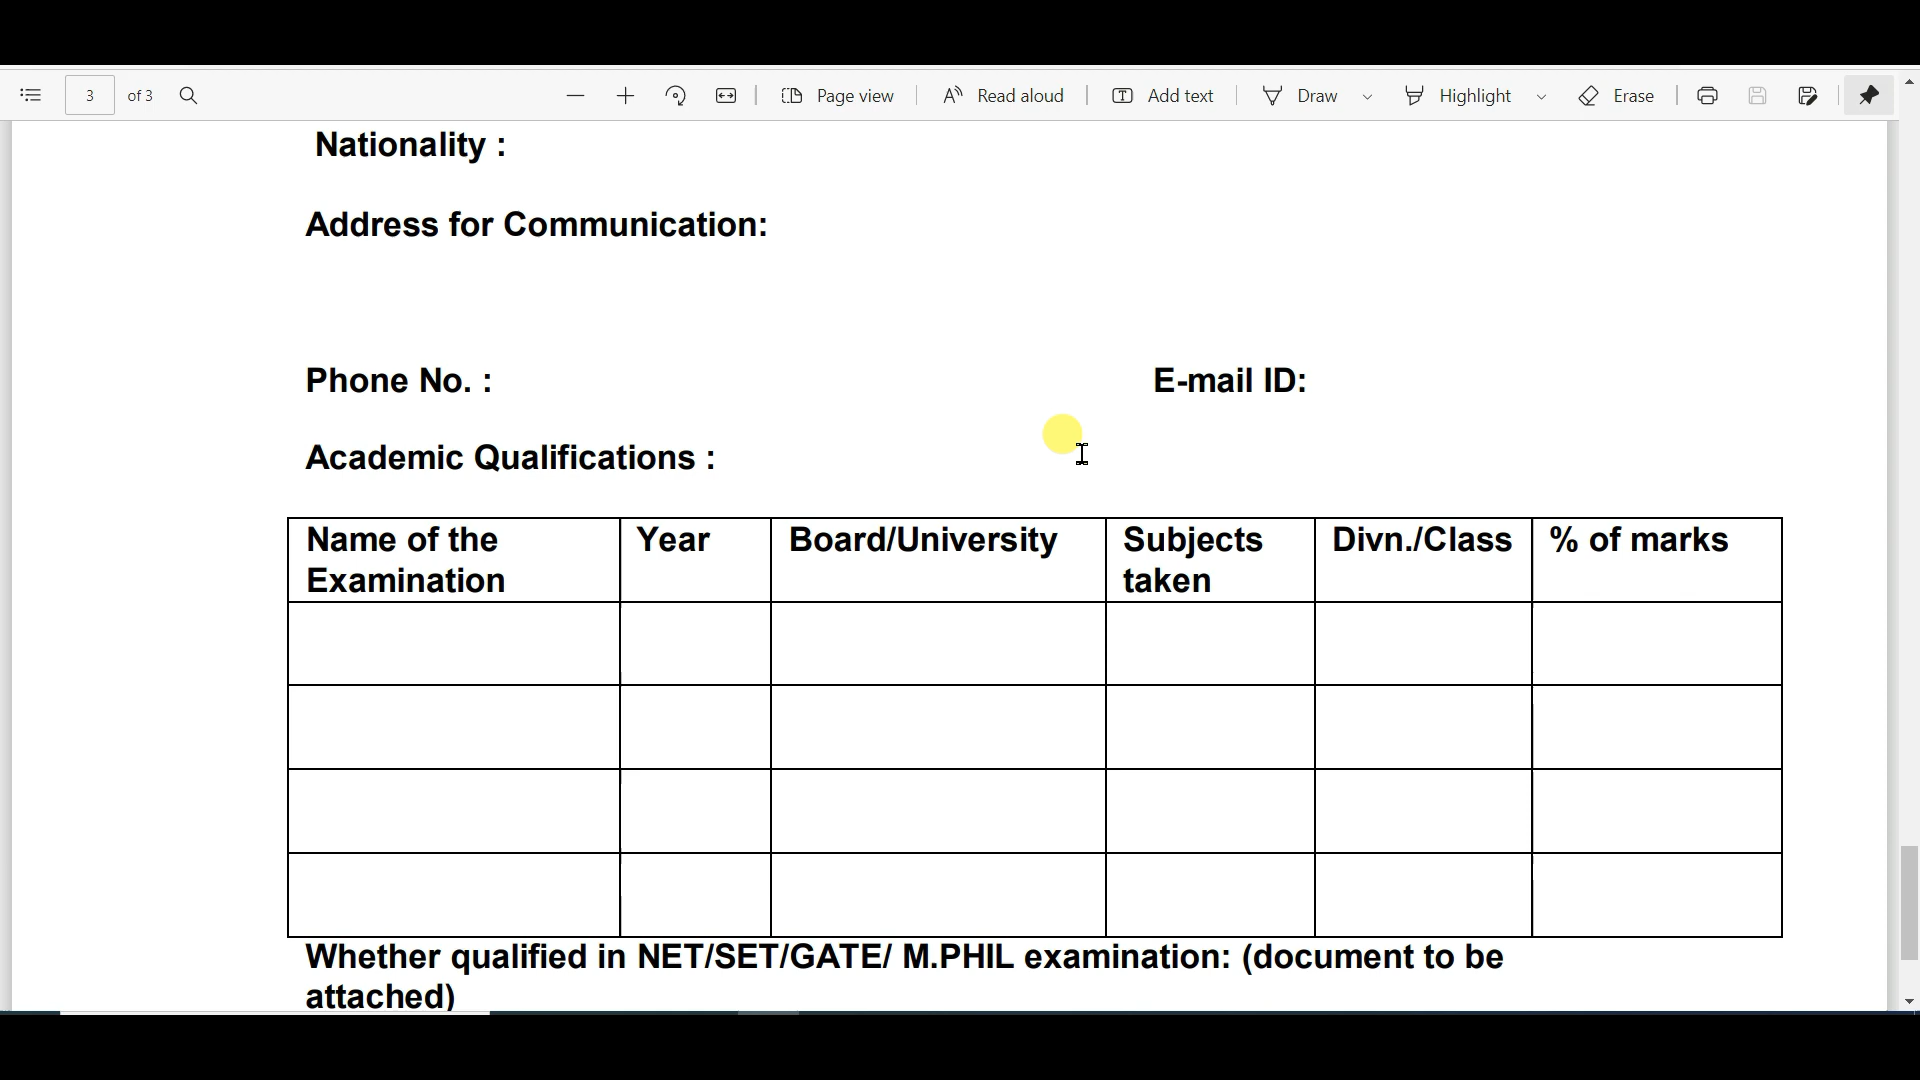 3 of 3 Page view Read aloud Add text Draw Highlight Erase
Nationality :
Address for Communication:
Phone No. : E-mail ID:
Academic Qualifications :
Name of the Year Board/University Subjects Divn./Class % of marks
Examination taken
Whether qualified in NET/SET/GATE/ M.PHIL examination: (document to be
attached)